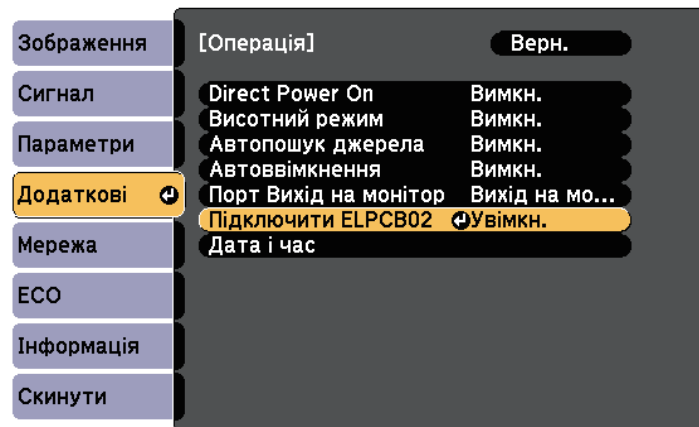 Зображення
Сигнал
Параметри
Додаткові
Мережа
ECO
Інформація
Скинути
[Операція]
Верн.
Direct Power On Вимкн.
Висотний режим Вимкн.
Автопошук джерела Вимкн.
Автоввімкнення Вимкн.
Порт Вихід на монітор Вихід на мо...
Підключити ELPCB02 Увімкн.
Дата і час